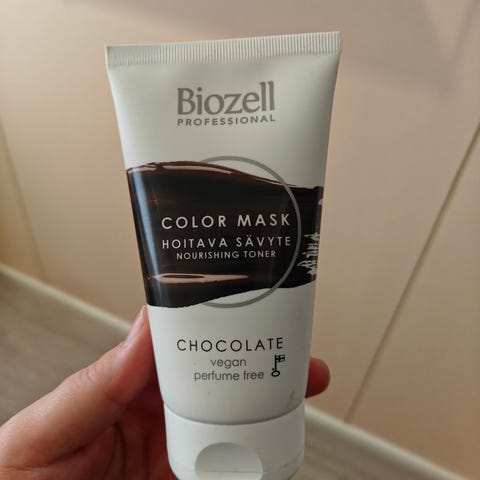 Biozell
PROFESSIONAL
COLOR MASK
HOITAVA SÄVYTE
NOURISHING TONER
CHOCOLATE
vegan
perfume free